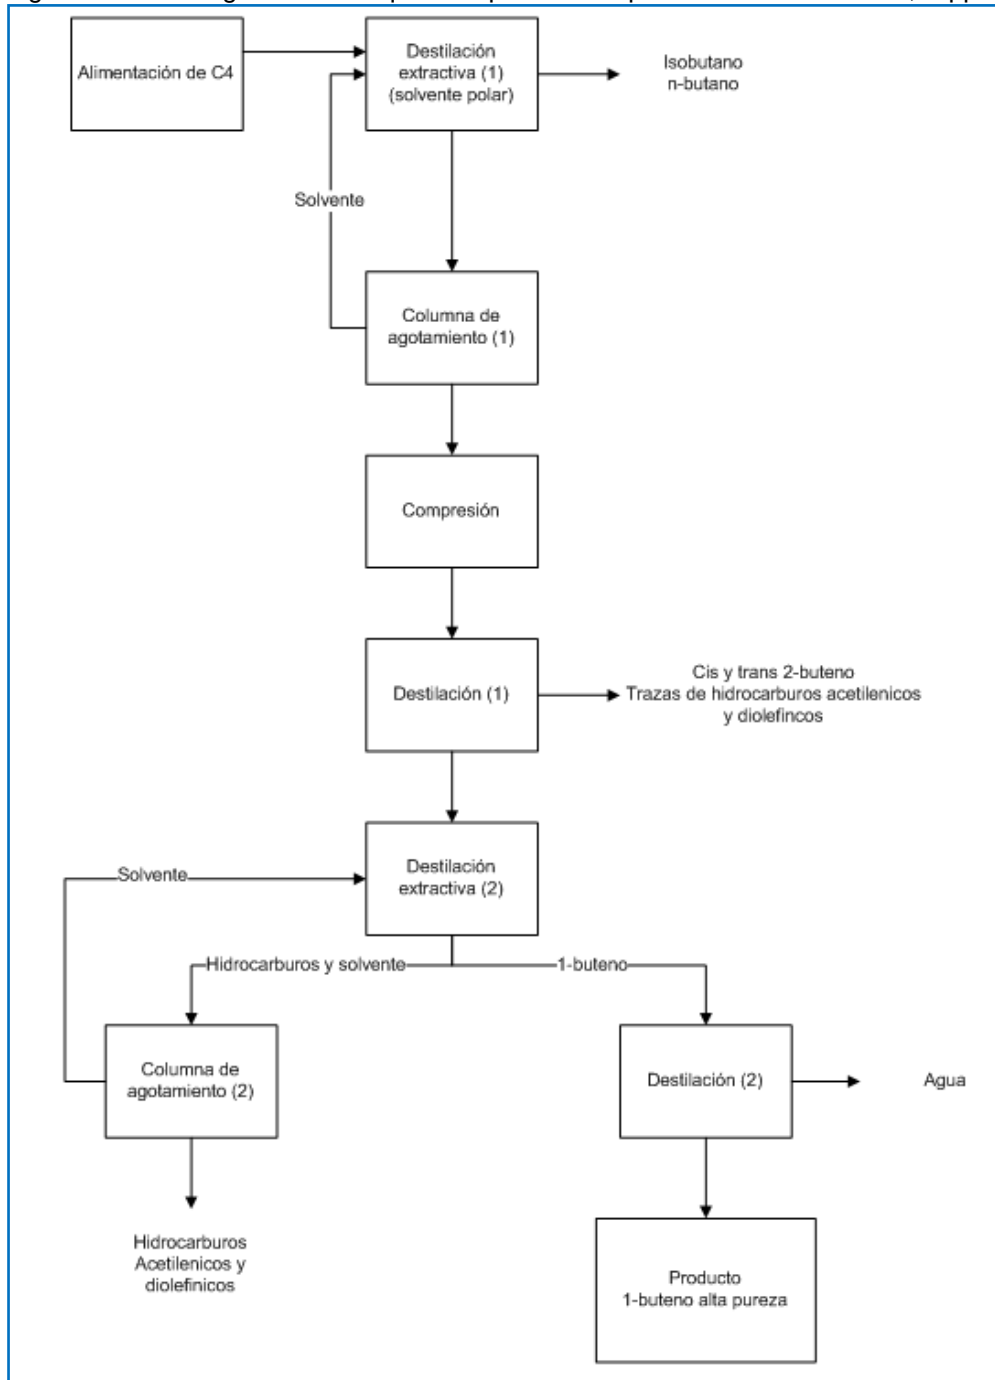 Alimentación de C4
Destilación
extractiva (1)
(solvente polar)
Isobutano
n-butano
Solvente
Columna de
agotamiento (1)
Compresión
Destilación (1)
Cis y trans 2-buteno
Trazas de hidrocarburos acetilenicos
y diolefincos
Destilación
extractiva (2)
Solvente
Hidrocarburos y solvente
1-buteno
Columna de
agotamiento (2)
Destilación (2)
Agua
Hidrocarburos
Acetilenicos y
diolefinicos
Producto
1-buteno alta pureza